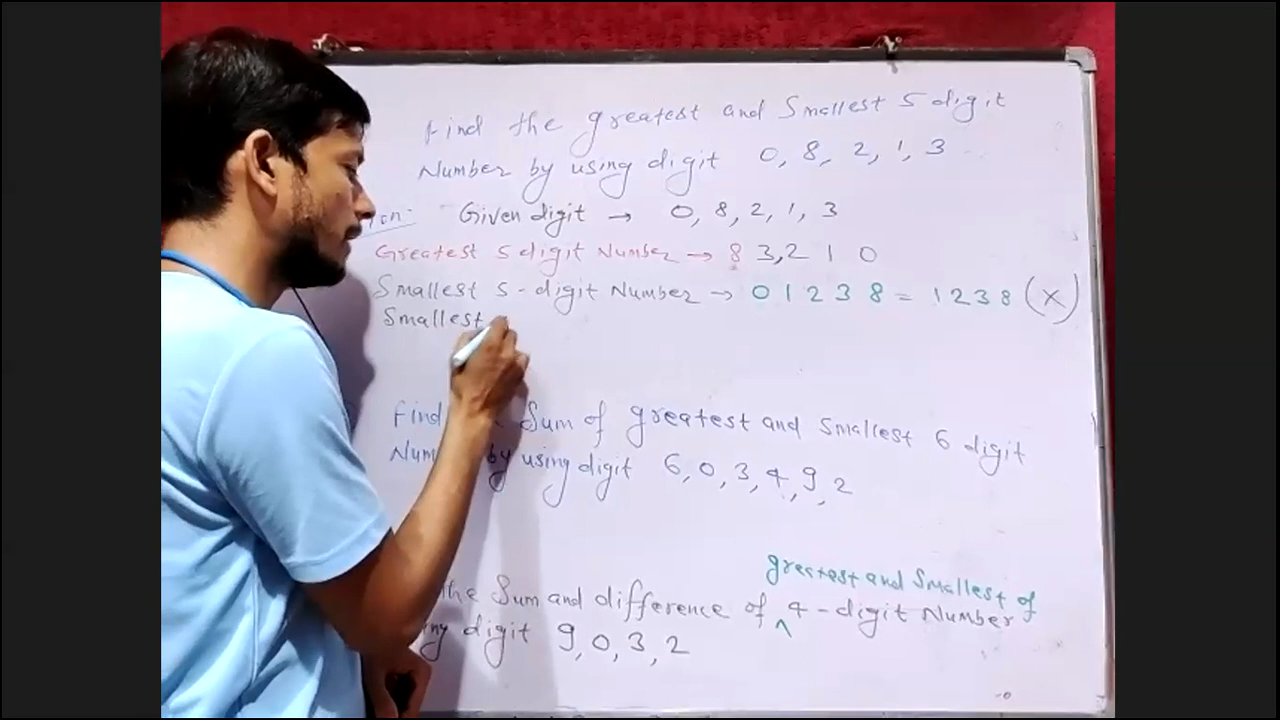 Find the greatest and Smallest 5 digit
Number by using digit 0, 8, 2, 1, 3
Given digit → 0, 8, 2, 1, 3
Greatest 5 digit Number → 8 3,2 1 0
Smallest 5-digit Number → 0 1 2 3 8 = 1 2 3 8 (X)
Smallest
Find Sum of greatest and Smallest 6 digit
by using digit 6, 0, 3, 4, 9, 2
greatest and Smallest of
the Sum and difference of ^ 4-digit Number
digit 9, 0, 3, 2